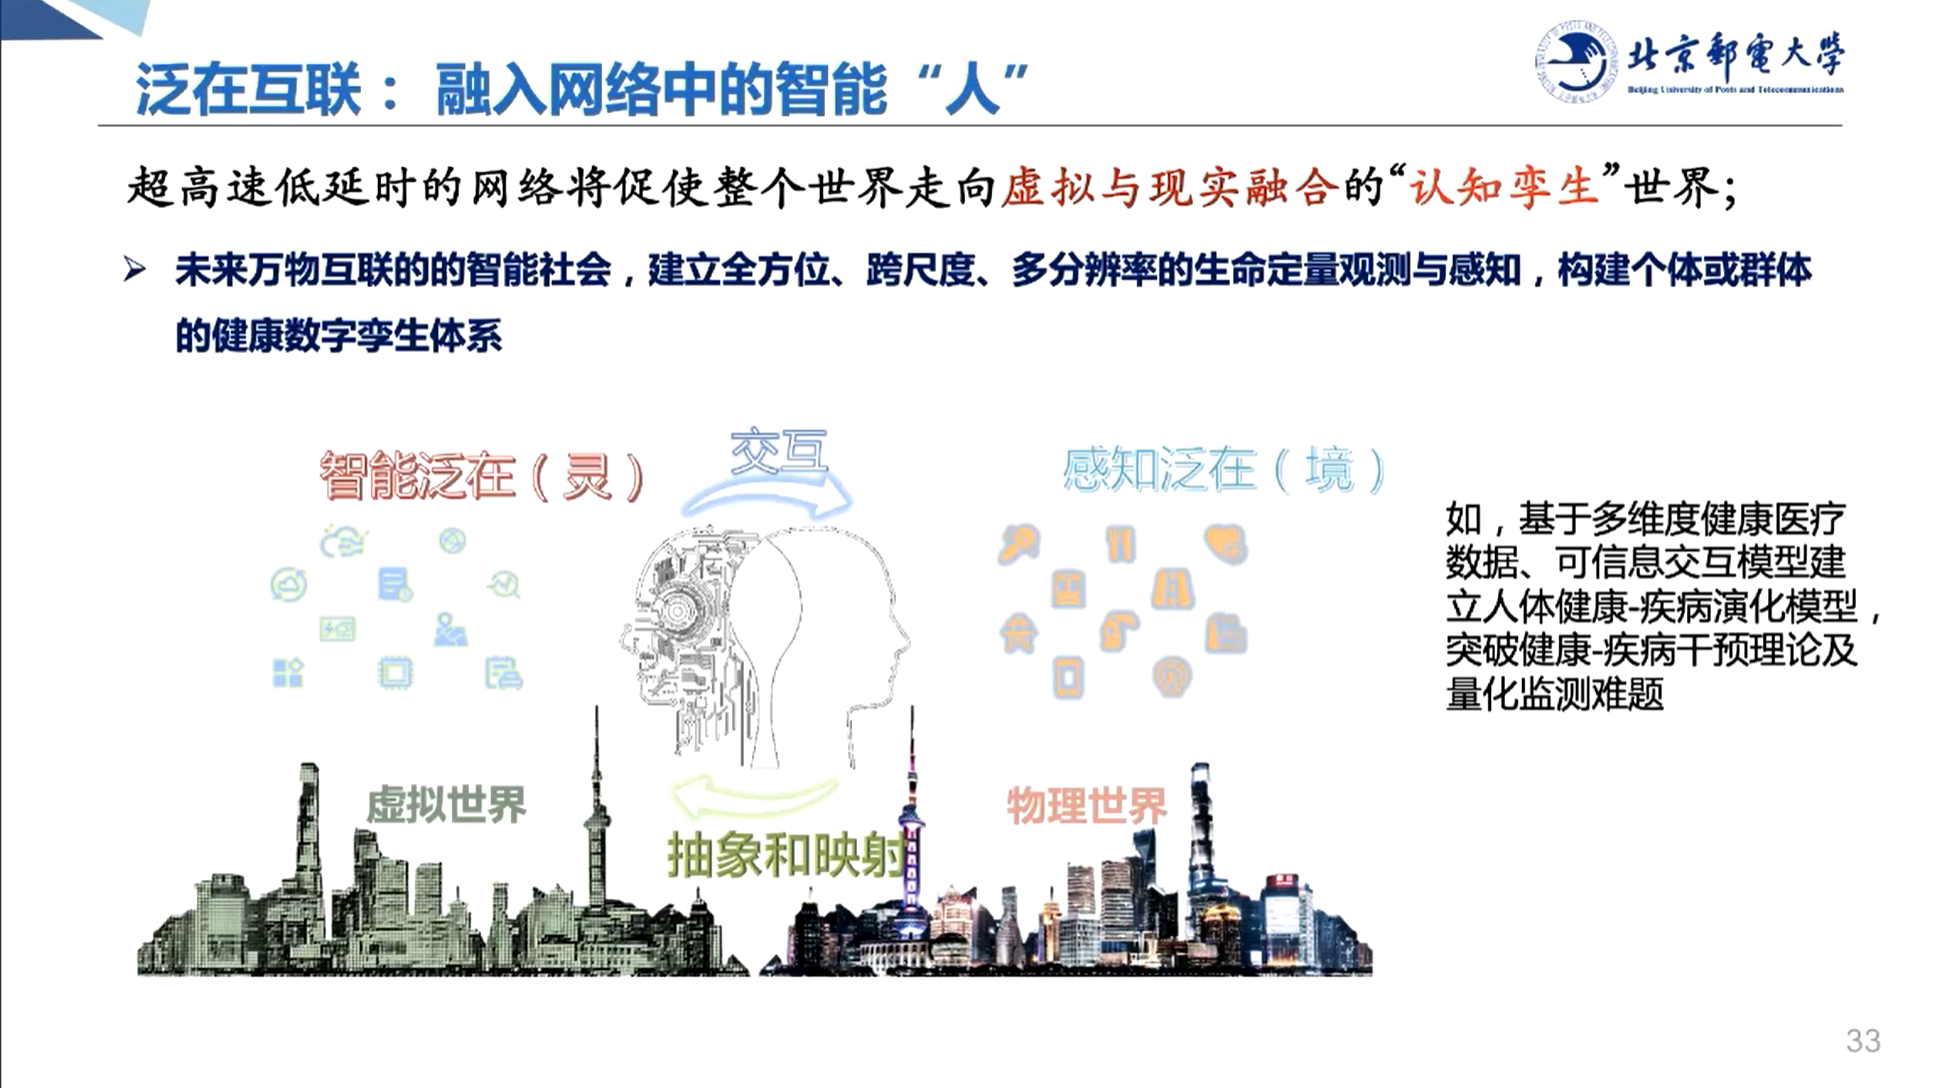 泛在互联：融入网络中的智能“人”
北京邮电大学
Beijing University of Posts and Telecommunications
超高速低延时的网络将促使整个世界走向虚拟与现实融合的“认知孪生”世界；
未来万物互联的的智能社会，建立全方位、跨尺度、多分辨率的生命定量观测与感知，构建个体或群体
的健康数字孪生体系
智能泛在（灵）
交互
感知泛在（境）
如，基于多维度健康医疗
数据、可信息交互模型建
立人体健康-疾病演化模型，
突破健康-疾病干预理论及
量化监测难题
虚拟世界
抽象和映射
物理世界
33